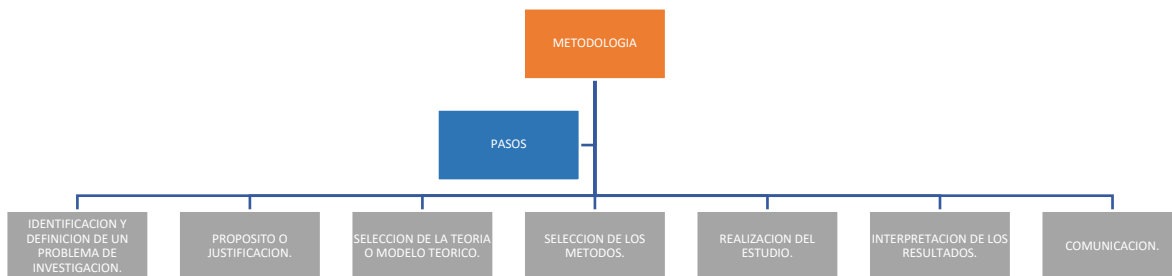 METODOLOGIA
PASOS
IDENTIFICACION Y
DEFINICION DE UN
PROBLEMA DE
INVESTIGACION.
PROPOSITO O
JUSTIFICACION.
SELECCION DE LA TEORIA
O MODELO TEORICO.
SELECCION DE LOS
METODOS.
REALIZACION DEL
ESTUDIO.
INTERPRETACION DE LOS
RESULTADOS.
COMUNICACION.